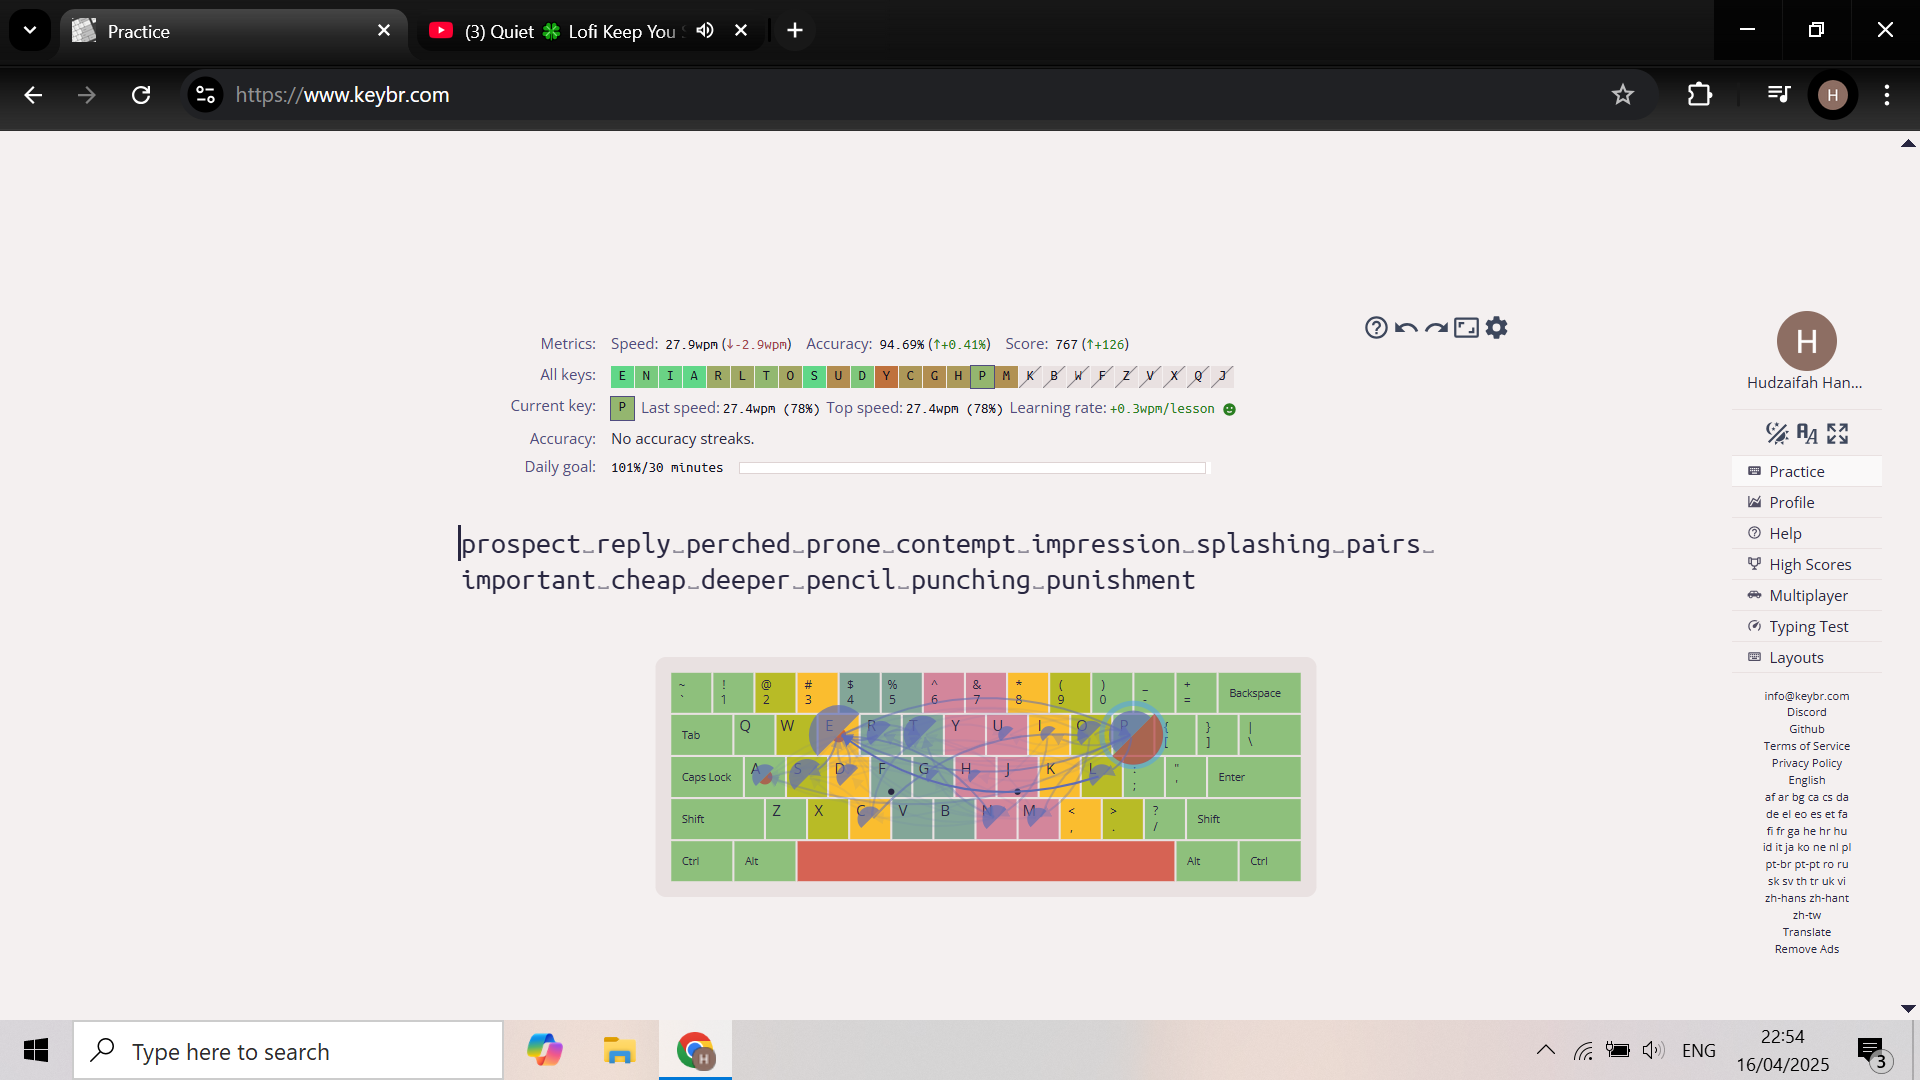 Practice
(3) Quiet 🍀 Lofi Keep You
https://www.keybr.com
H
Metrics: Speed: 27.9wpm (↓-2.9wpm) Accuracy: 94.69% (↑+0.41%) Score: 767 (↑+126)
All keys: E N I A R L T O S U D Y C G H P M K B W F Z V X Q J
Current key: P Last speed: 27.4wpm (78%) Top speed: 27.4wpm (78%) Learning rate: +0.3wpm/lesson
Accuracy: No accuracy streaks.
Daily goal: 101%/30 minutes
prospect reply perched prone contempt impression splashing pairs
important cheap deeper pencil punching punishment
~ ! @ # $ % ^ & * ( ) _ +
` 1 2 3 4 5 6 7 8 9 0 - = Backspace
Tab Q W E R T Y U I O P { [ } ] | \
Caps Lock A S D F G H J K L : ; " ' Enter
Shift Z X C V B N M < , > . ? / Shift
Ctrl Alt Alt Ctrl
H
Hudzaifah Han...
Practice
Profile
Help
High Scores
Multiplayer
Typing Test
Layouts
info@keybr.com
Discord
Github
Terms of Service
Privacy Policy
English
af ar bg ca cs da
de el eo es et fa
fi fr ga he hr hu
id it ja ko ne nl pl
pt-br pt-pt ro ru
sk sv th tr uk vi
zh-hans zh-hant
zh-tw
Translate
Remove Ads
Type here to search
H
ENG
22:54
16/04/2025
3